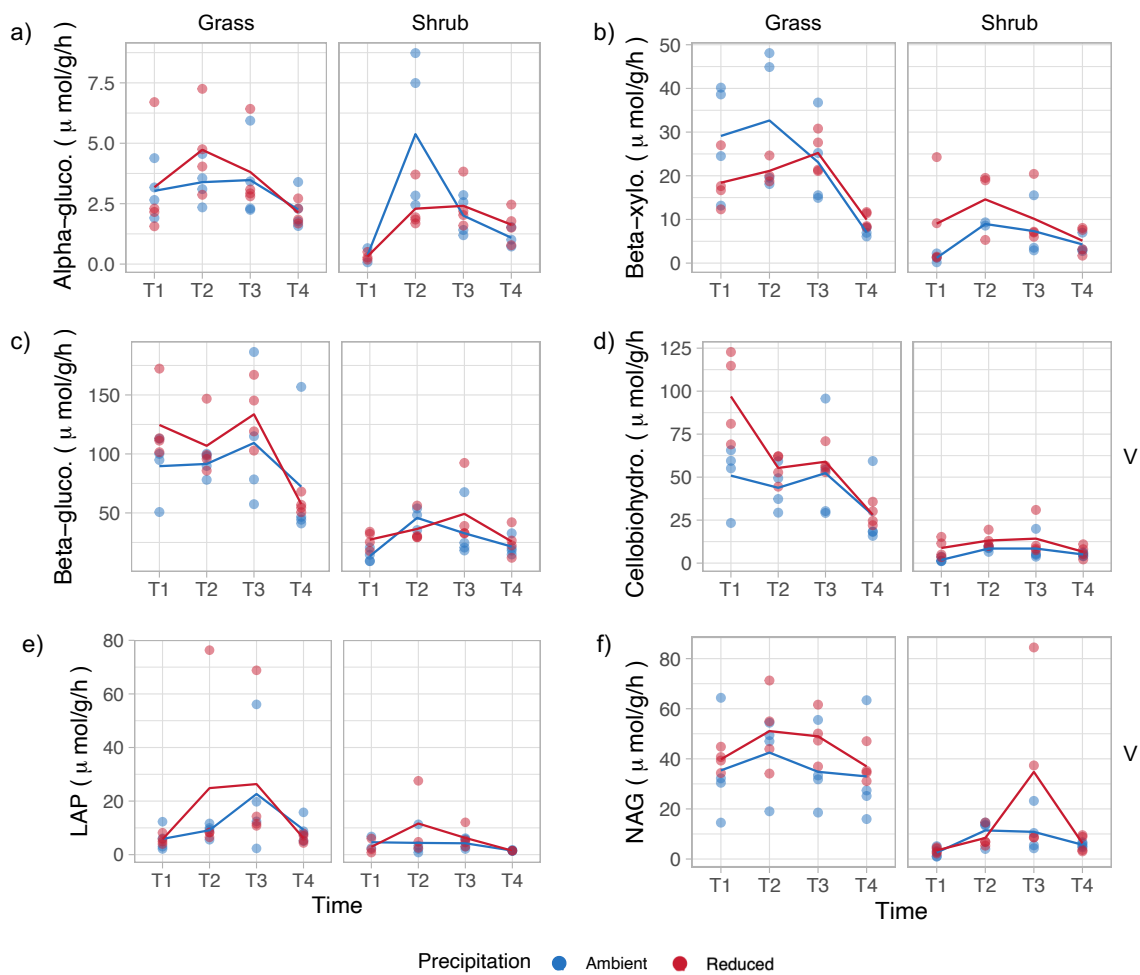 a)
Grass
Shrub
Alpha−gluco. ( μ mol/g/h )
7.5
5.0
2.5
0.0
T1 T2 T3 T4
T1 T2 T3 T4
b)
Grass
Shrub
Beta−xylo. ( μ mol/g/h )
50
40
30
20
10
0
T1 T2 T3 T4
T1 T2 T3 T4
c)
Beta−gluco. ( μ mol/g/h )
150
100
50
T1 T2 T3 T4
T1 T2 T3 T4
d)
Cellobiohydro. ( μ mol/g/h
125
100
75
50
25
0
T1 T2 T3 T4
T1 T2 T3 T4
V
e)
LAP ( μ mol/g/h )
80
60
40
20
0
T1 T2 T3 T4
T1 T2 T3 T4
Time
f)
NAG ( μ mol/g/h )
80
60
40
20
0
T1 T2 T3 T4
T1 T2 T3 T4
V
Time
Precipitation Ambient Reduced